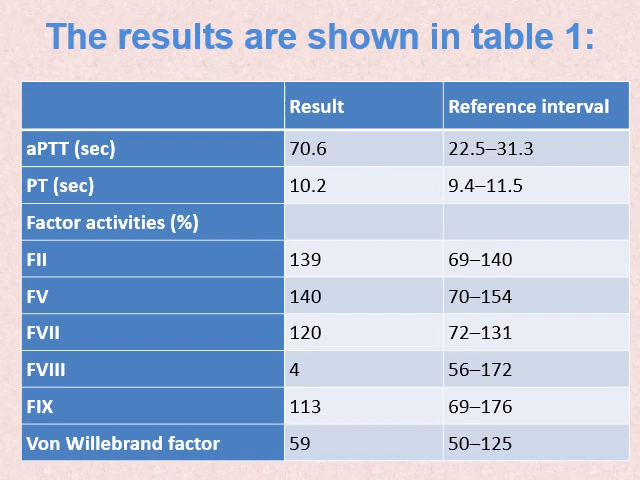 The results are shown in table 1:
Result Reference interval
aPTT (sec) 70.6 22.5–31.3
PT (sec) 10.2 9.4–11.5
Factor activities (%)
FII 139 69–140
FV 140 70–154
FVII 120 72–131
FVIII 4 56–172
FIX 113 69–176
Von Willebrand factor 59 50–125